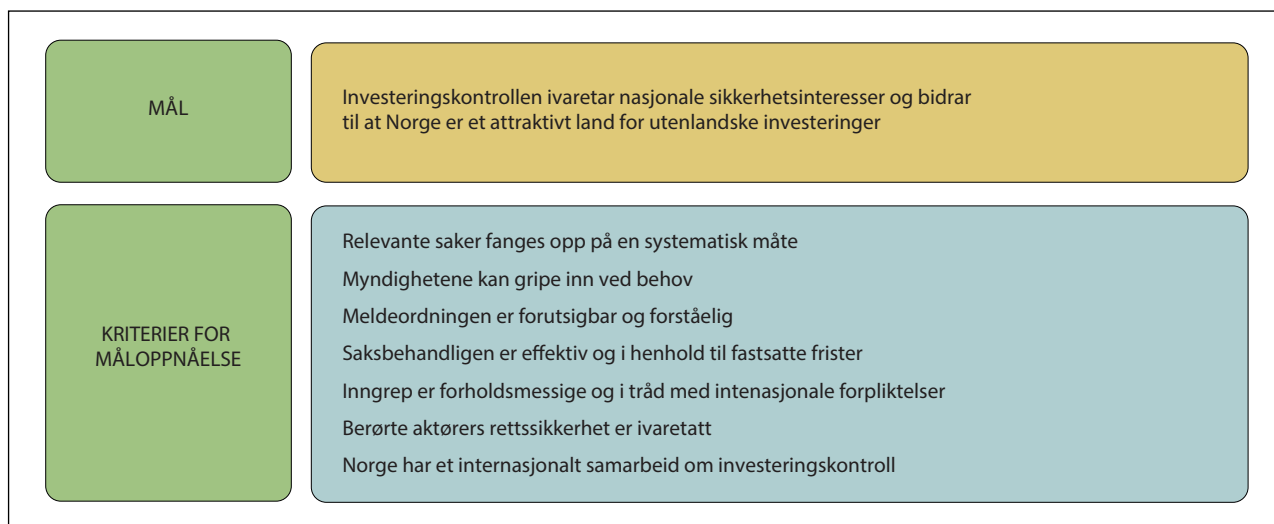 MÅL
Investeringskontrollen ivaretar nasjonale sikkerhetsinteresser og bidrar
til at Norge er et attraktivt land for utenlandske investeringer
KRITERIER FOR
MÅLOPPNÅELSE
Relevante saker fanges opp på en systematisk måte
Myndighetene kan gripe inn ved behov
Meldeordningen er forutsigbar og forståelig
Saksbehandligen er effektiv og i henhold til fastsatte frister
Inngrep er forholdsmessige og i tråd med intenasjonale forpliktelser
Berørte aktørers rettssikkerhet er ivaretatt
Norge har et internasjonalt samarbeid om investeringskontroll